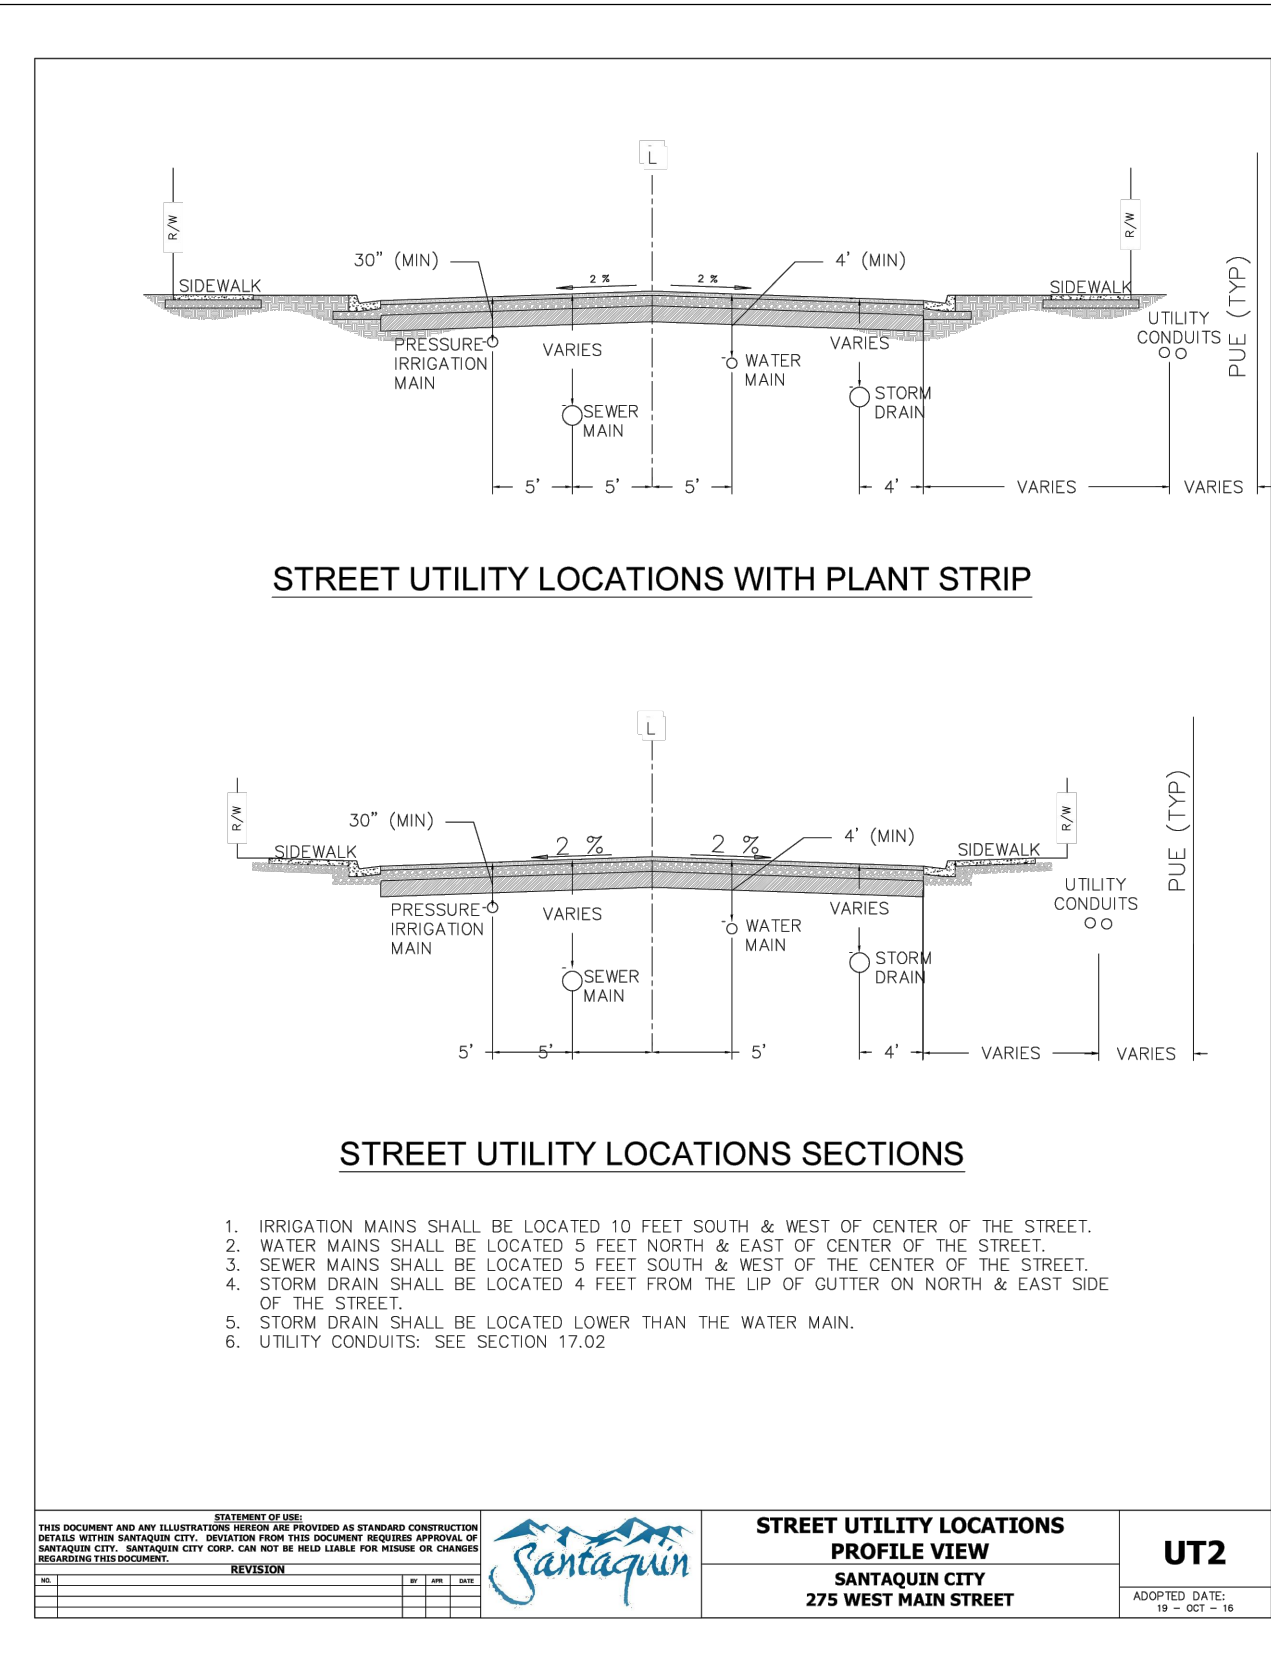 L
R/W
R/W
30" (MIN)
4' (MIN)
2 %
2 %
SIDEWALK
SIDEWALK
UTILITY
CONDUITS
PUE (TYP)
PRESSURE
IRRIGATION
MAIN
VARIES
WATER
MAIN
VARIES
SEWER
MAIN
STORM
DRAIN
5'
5'
5'
4'
VARIES
VARIES
STREET UTILITY LOCATIONS WITH PLANT STRIP
L
R/W
R/W
30" (MIN)
4' (MIN)
2 %
2 %
SIDEWALK
SIDEWALK
PUE (TYP)
UTILITY
CONDUITS
PRESSURE
IRRIGATION
MAIN
VARIES
WATER
MAIN
VARIES
SEWER
MAIN
STORM
DRAIN
5'
5'
5'
4'
VARIES
VARIES
STREET UTILITY LOCATIONS SECTIONS
1. IRRIGATION MAINS SHALL BE LOCATED 10 FEET SOUTH & WEST OF CENTER OF THE STREET.
2. WATER MAINS SHALL BE LOCATED 5 FEET NORTH & EAST OF CENTER OF THE STREET.
3. SEWER MAINS SHALL BE LOCATED 5 FEET SOUTH & WEST OF THE CENTER OF THE STREET.
4. STORM DRAIN SHALL BE LOCATED 4 FEET FROM THE LIP OF GUTTER ON NORTH & EAST SIDE
OF THE STREET.
5. STORM DRAIN SHALL BE LOCATED LOWER THAN THE WATER MAIN.
6. UTILITY CONDUITS: SEE SECTION 17.02
STATEMENT OF USE:
THIS DOCUMENT AND ANY ILLUSTRATIONS HEREON ARE PROVIDED AS STANDARD CONSTRUCTION
DETAILS WITHIN SANTAQUIN CITY. DEVIATION FROM THIS DOCUMENT REQUIRES APPROVAL OF
SANTAQUIN CITY. SANTAQUIN CITY CORP. CAN NOT BE HELD LIABLE FOR MISUSE OR CHANGES
REGARDING THIS DOCUMENT.
REVISION
NO. BY APR DATE
Santaquin
STREET UTILITY LOCATIONS
PROFILE VIEW
SANTAQUIN CITY
275 WEST MAIN STREET
UT2
ADOPTED DATE:
19 - OCT - 16